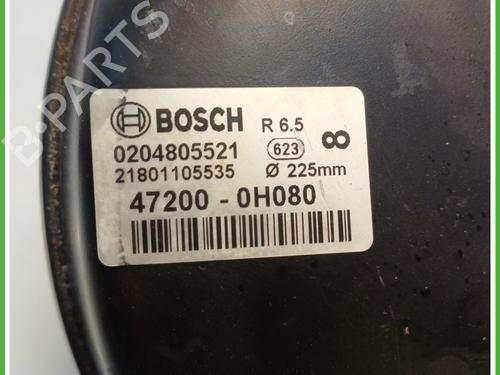 BOSCH R 6.5
0204805521 623 8
21801105535 Ø 225mm
47200 - 0H080
B-PARTS